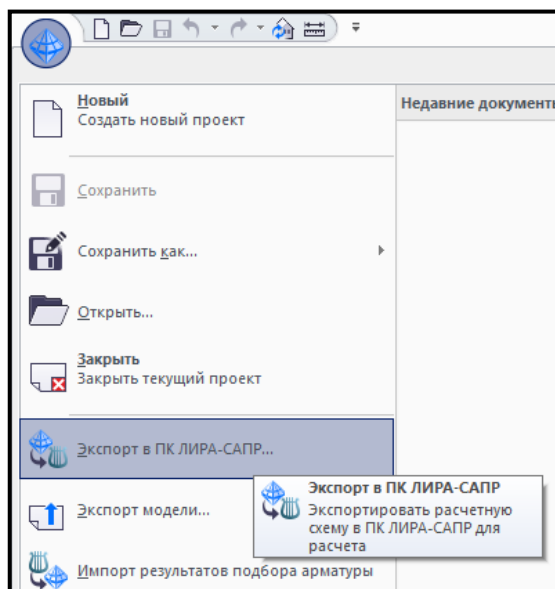 Новый
Создать новый проект
Недавние документы
Сохранить
Сохранить как...
Открыть...
Закрыть
Закрыть текущий проект
Экспорт в ПК ЛИРА-САПР...
Экспорт в ПК ЛИРА-САПР
Экспортировать расчетную
схему в ПК ЛИРА-САПР для
расчета
Экспорт модели...
Импорт результатов подбора арматуры